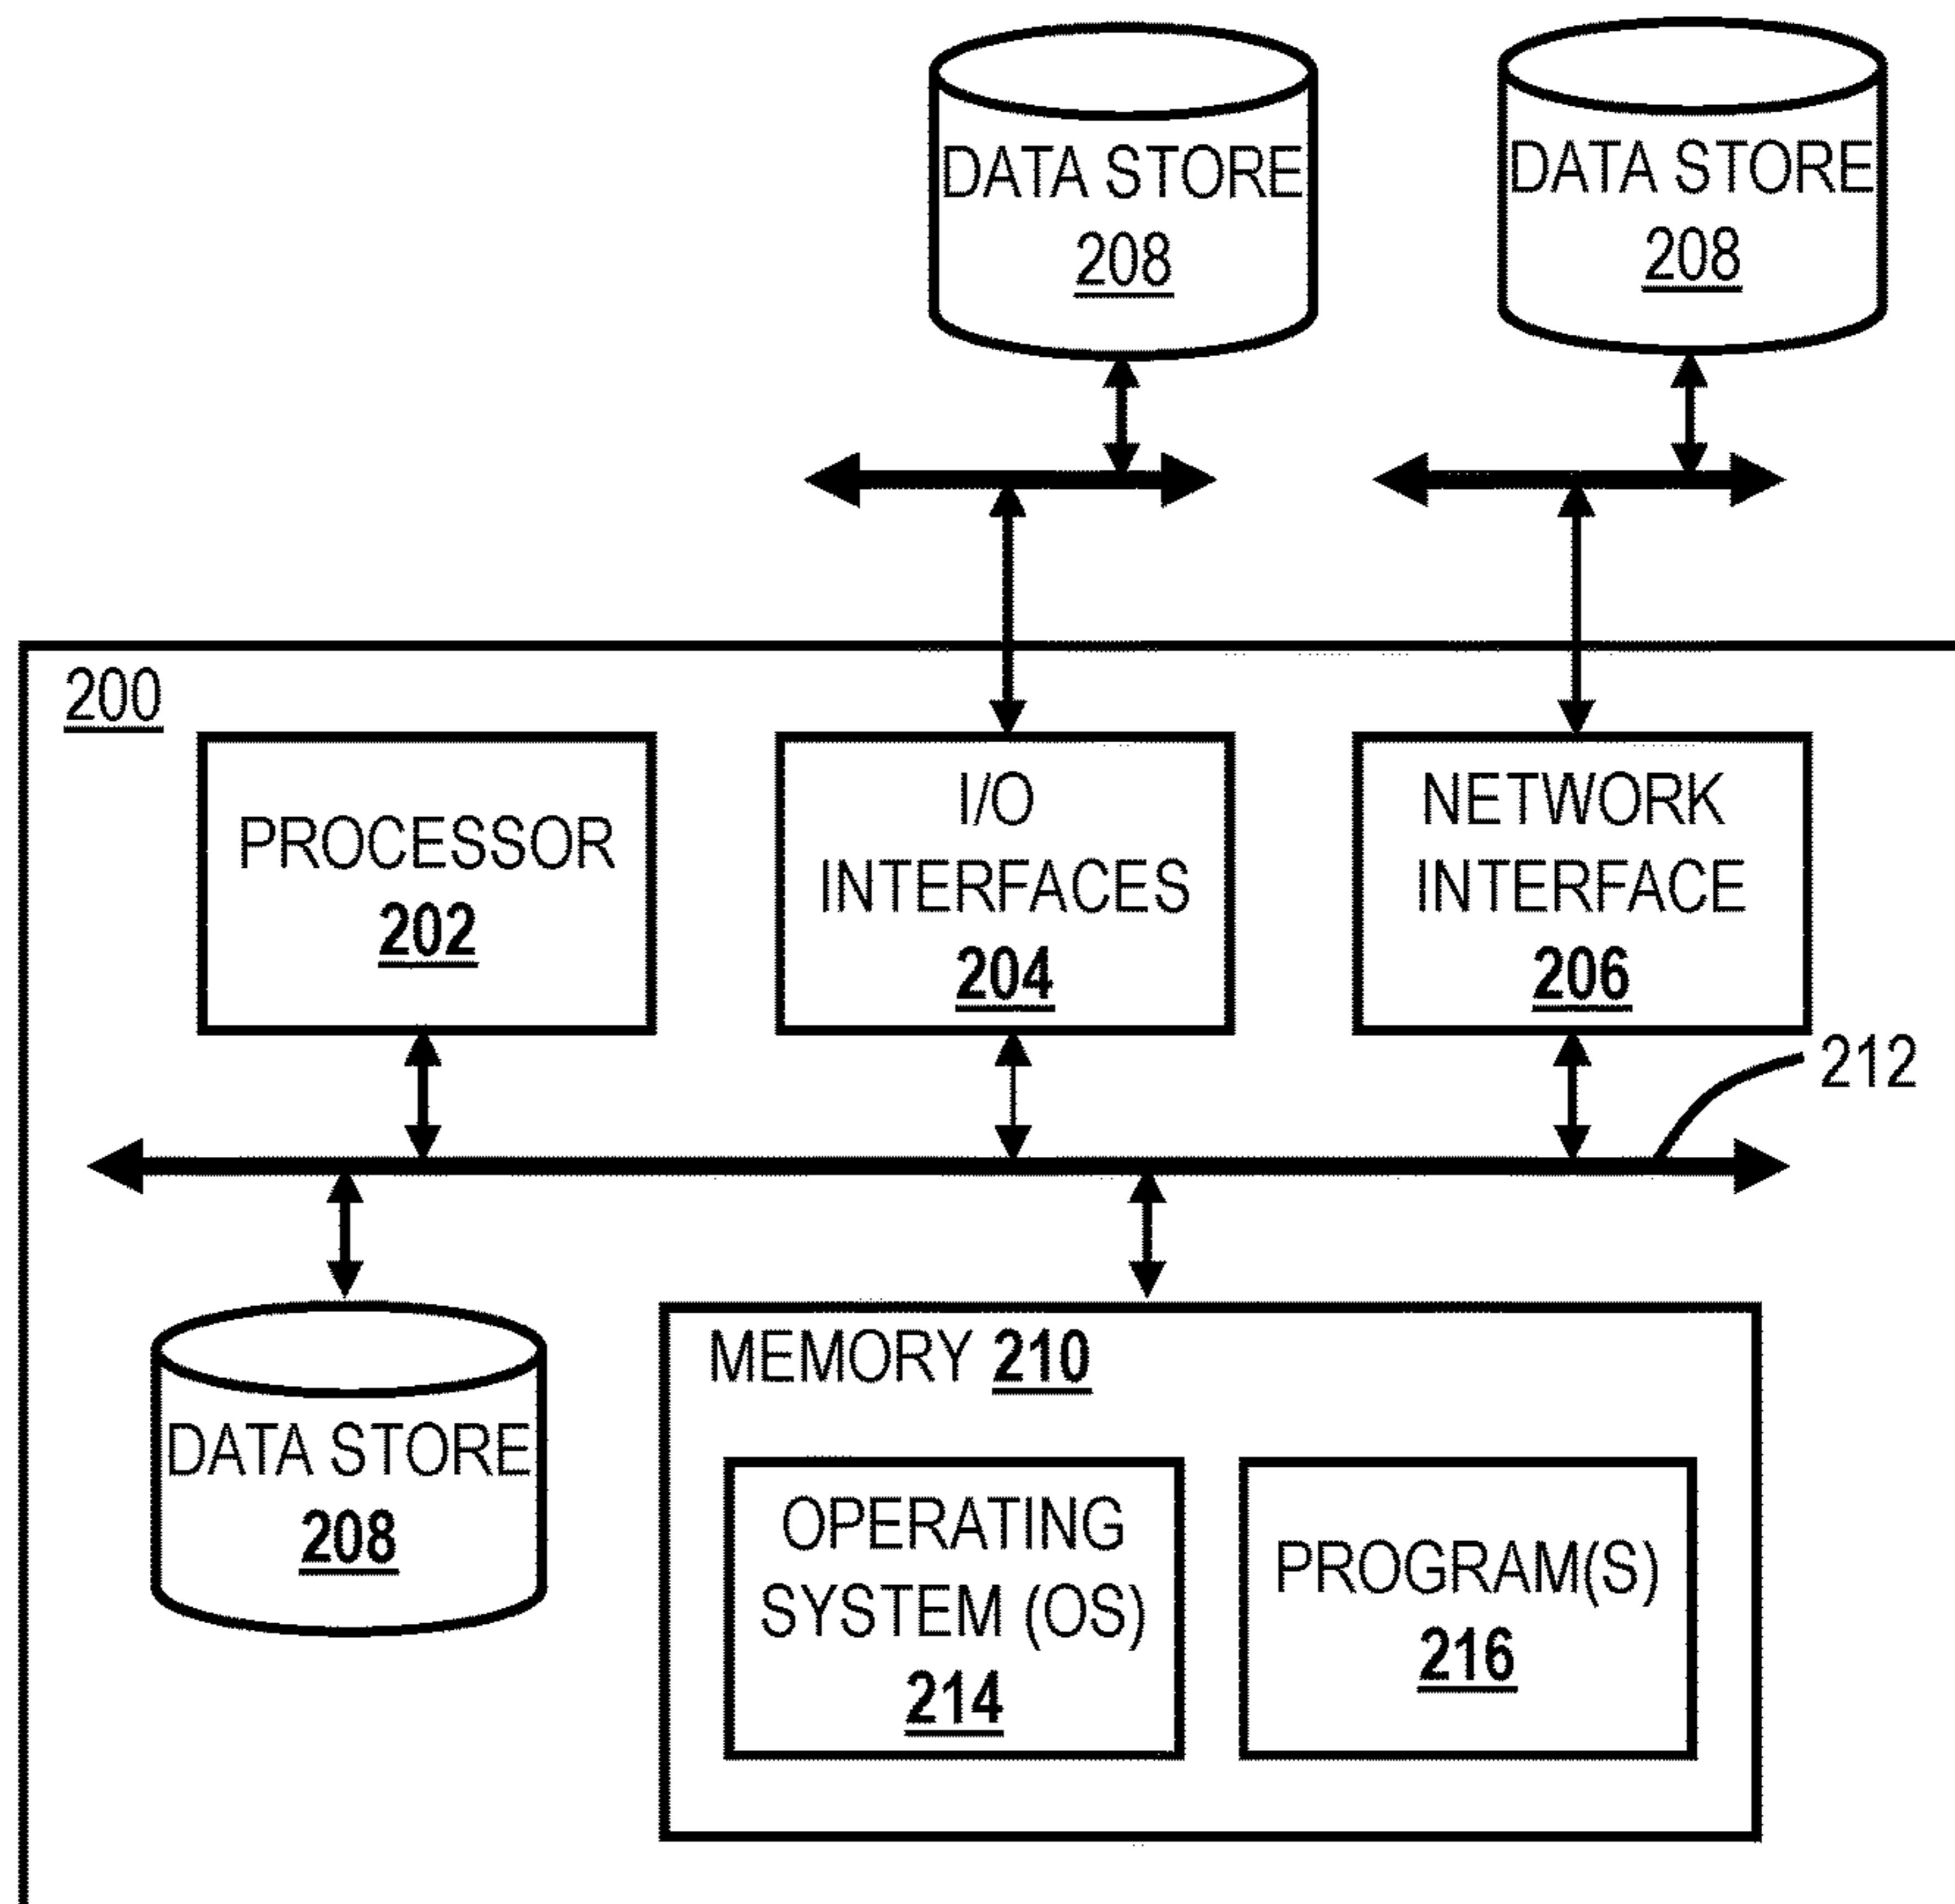 DATA STORE
208
DATA STORE
208
200
PROCESSOR
202
I/O
INTERFACES
204
NETWORK
INTERFACE
206
212
DATA STORE
208
MEMORY 210
OPERATING
SYSTEM (OS)
214
PROGRAM(S)
216